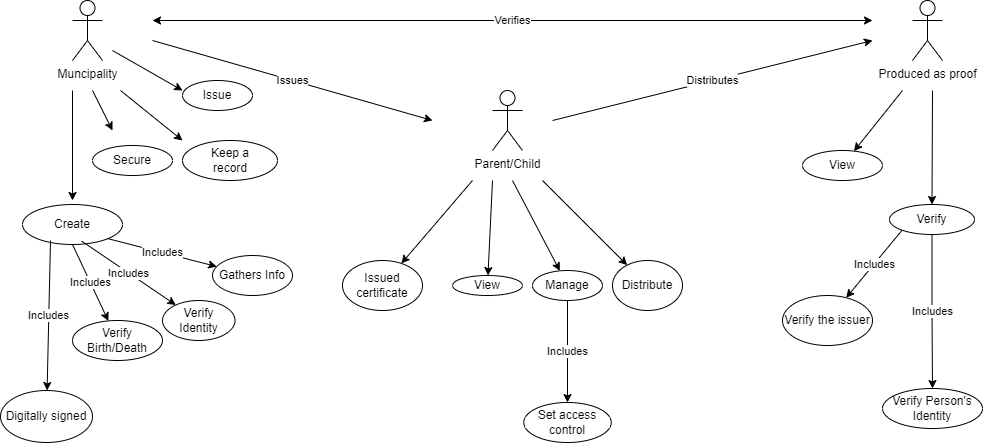 Verifies
Muncipality
Produced as proof
Issues
Distributes
Issue
Secure
Keep a
record
Parent/Child
View
Create
Verify
Includes
Includes
Includes
Includes
Gathers Info
Verify
Identity
Verify
Birth/Death
Digitally signed
Issued
certificate
View
Manage
Distribute
Includes
Set access
control
Includes
Includes
Verify the issuer
Verify Person's
Identity